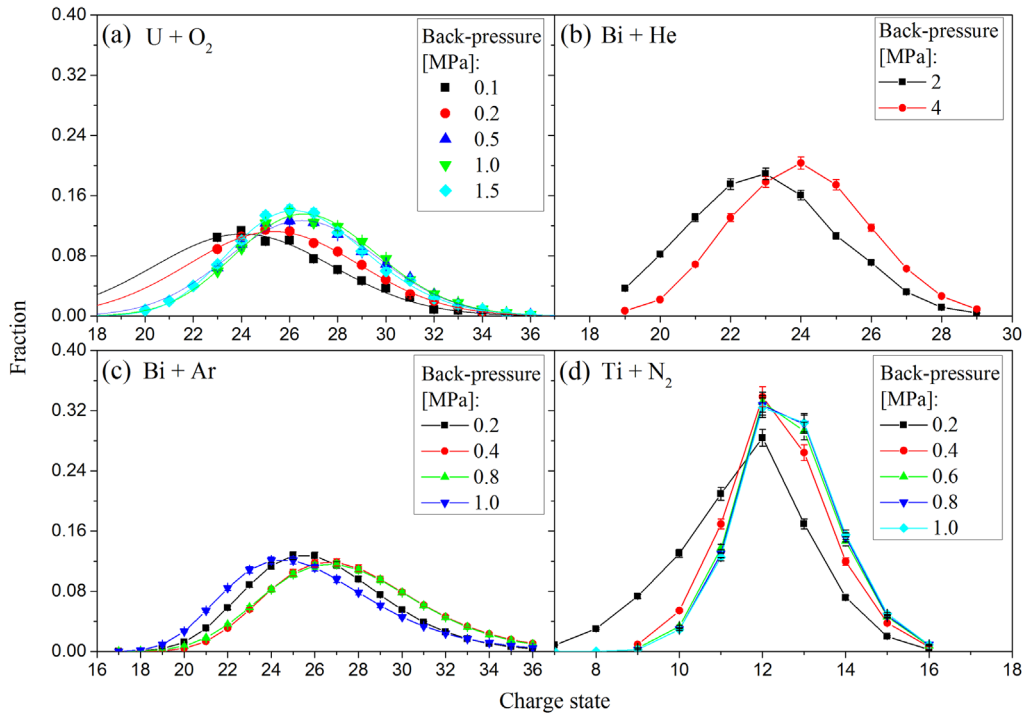 (a) U + O2
Back-pressure
[MPa]:
0.1
0.2
0.5
1.0
1.5
0.40
0.32
0.24
0.16
0.08
0.00
18 20 22 24 26 28 30 32 34 36
(b) Bi + He
Back-pressure
[MPa]:
2
4
18 20 22 24 26 28 30
Fraction
(c) Bi + Ar
Back-pressure
[MPa]:
0.2
0.4
0.8
1.0
0.40
0.32
0.24
0.16
0.08
0.00
16 18 20 22 24 26 28 30 32 34 36
(d) Ti + N2
Back-pressure
[MPa]:
0.2
0.4
0.6
0.8
1.0
8 10 12 14 16 18
Charge state